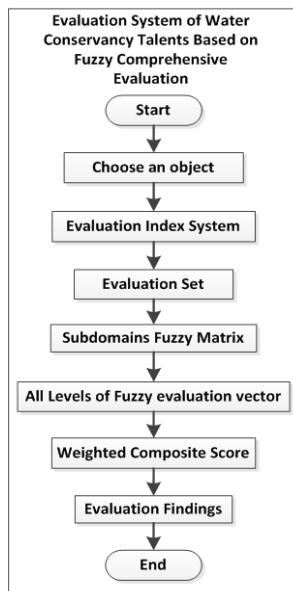 Evaluation System of Water
Conservancy Talents Based on
Fuzzy Comprehensive
Evaluation
Start
Choose an object
Evaluation Index System
Evaluation Set
Subdomains Fuzzy Matrix
All Levels of Fuzzy evaluation vector
Weighted Composite Score
Evaluation Findings
End